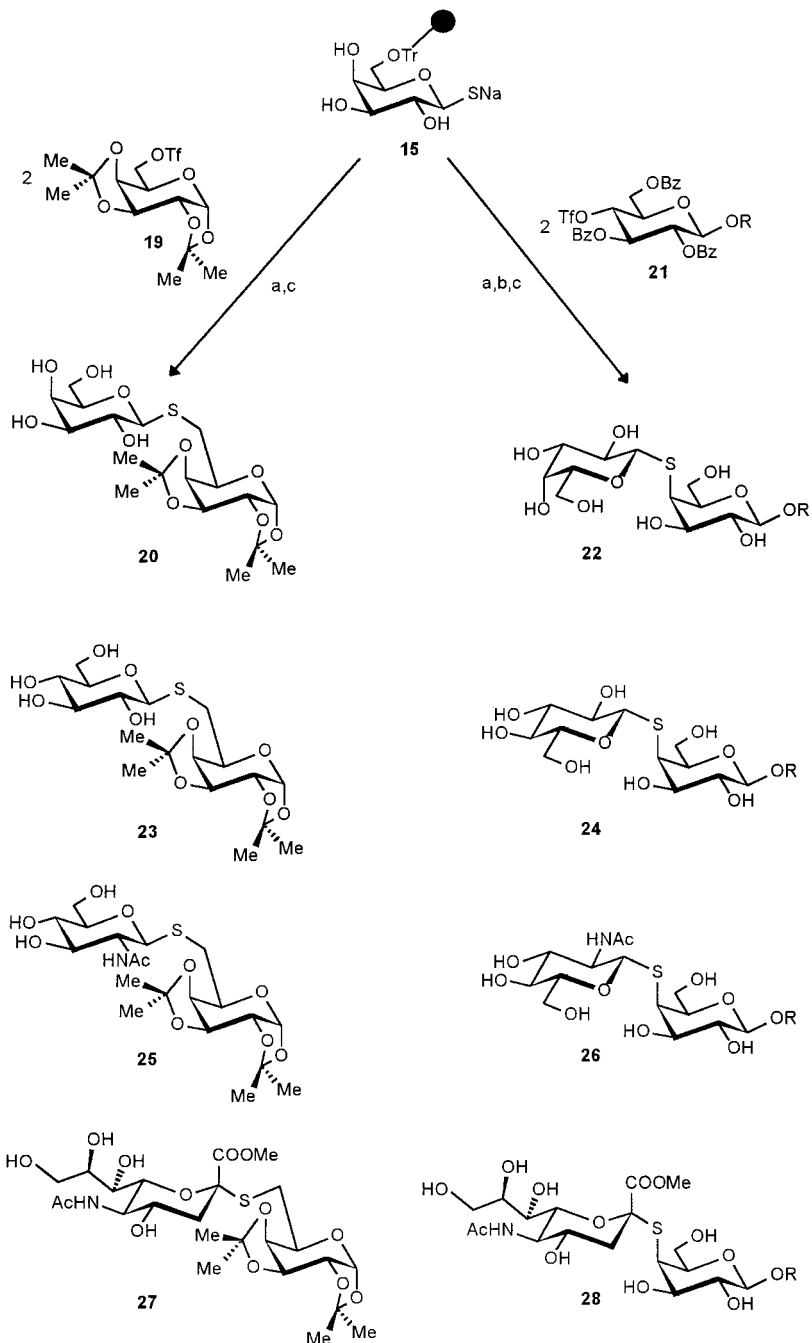 HO OTr
O
SNa
HO OH
15
2 Me Me O O OTf O O O Me Me
19
a,c
a,b,c
2 TfO OBz O OR BzO OBz
21
HO OH O S HO OH
Me Me O O O O O Me Me
20
HO OH O S OH HO OH O OR HO OH
22
OH HO HO O S OH
Me Me O O O O O Me Me
23
OH HO HO O S OH OH O OR HO OH
24
OH HO HO O S HNAc
Me Me O O O O O Me Me
25
HNAc HO HO O S OH OH O OR HO OH
26
HO OH OH COOMe O S AcHN OH
Me Me O O O O O Me Me
27
HO OH OH COOMe O S AcHN OH OH O OR HO OH
28